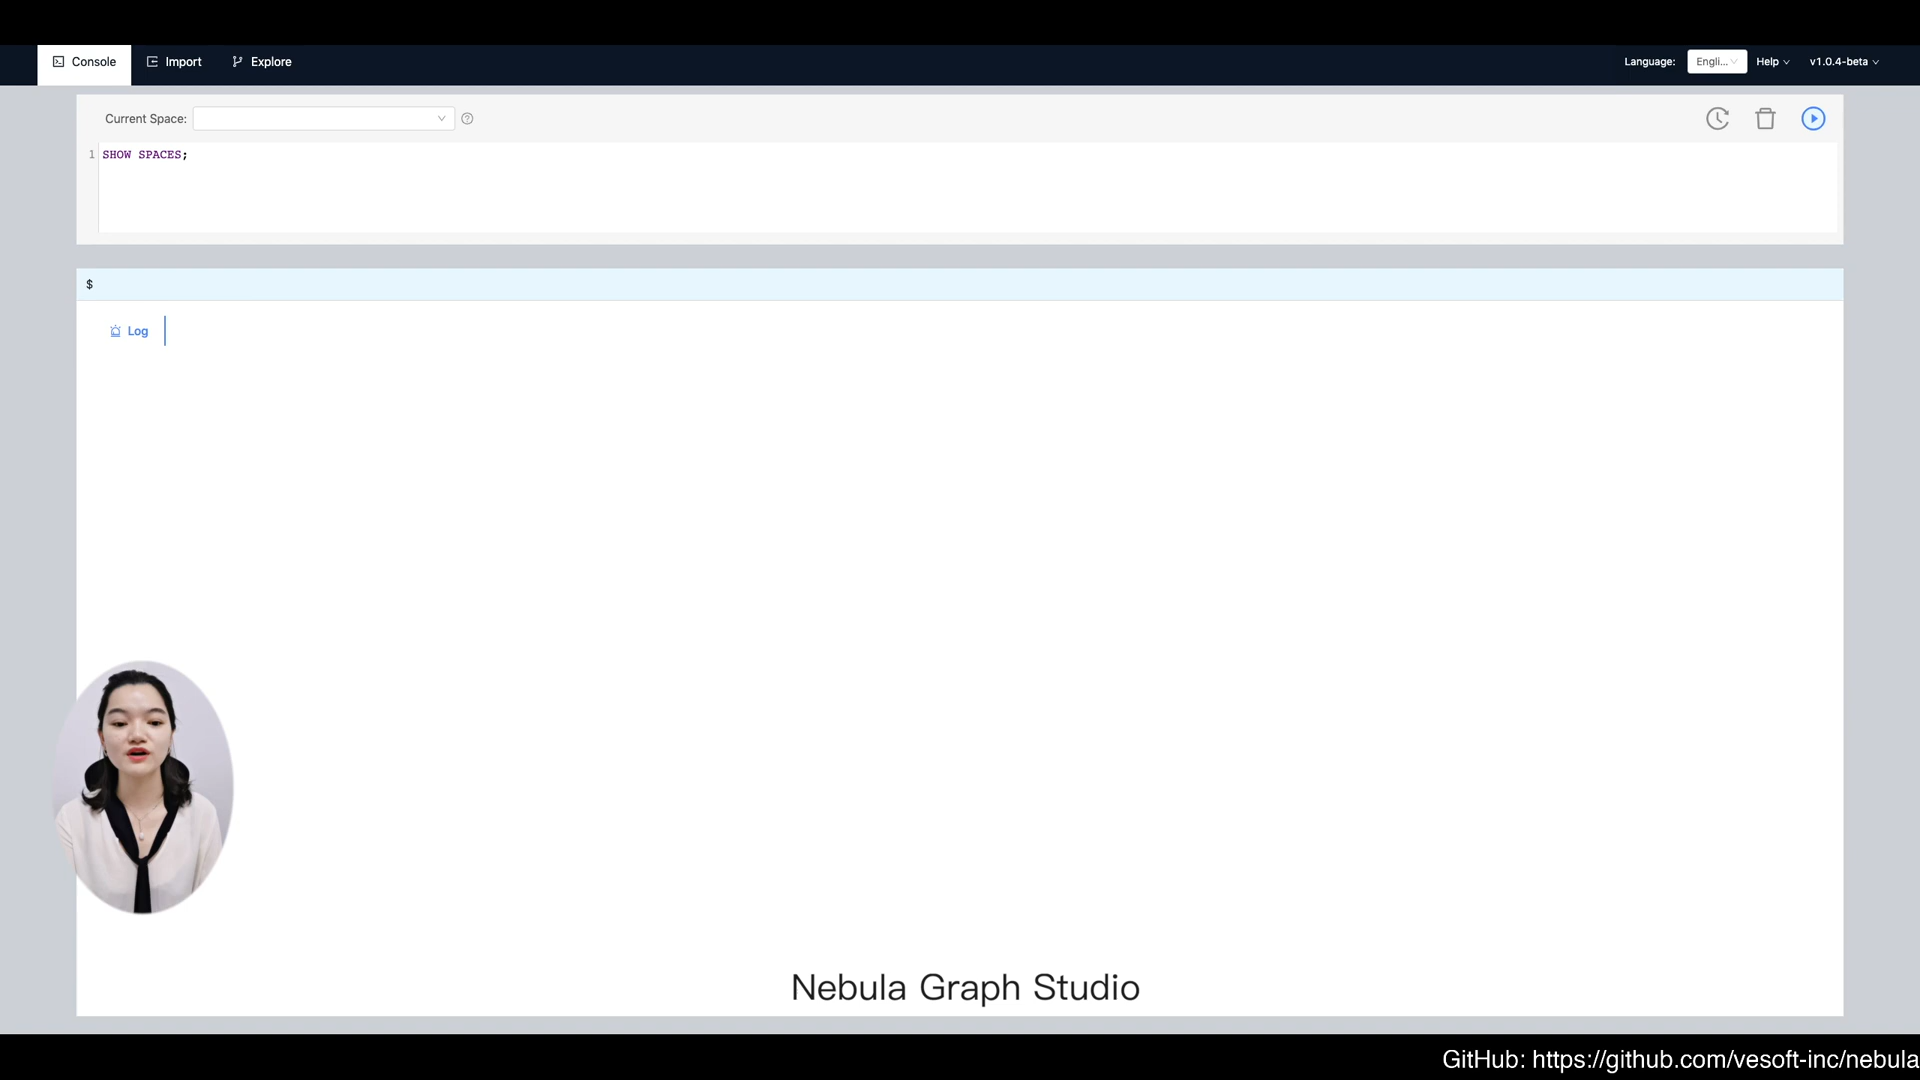 Console Import Explore Language: Engli... Help v1.0.4-beta
Current Space:
1 SHOW SPACES;
$
Log
Nebula Graph Studio
GitHub: https://github.com/vesoft-inc/nebula